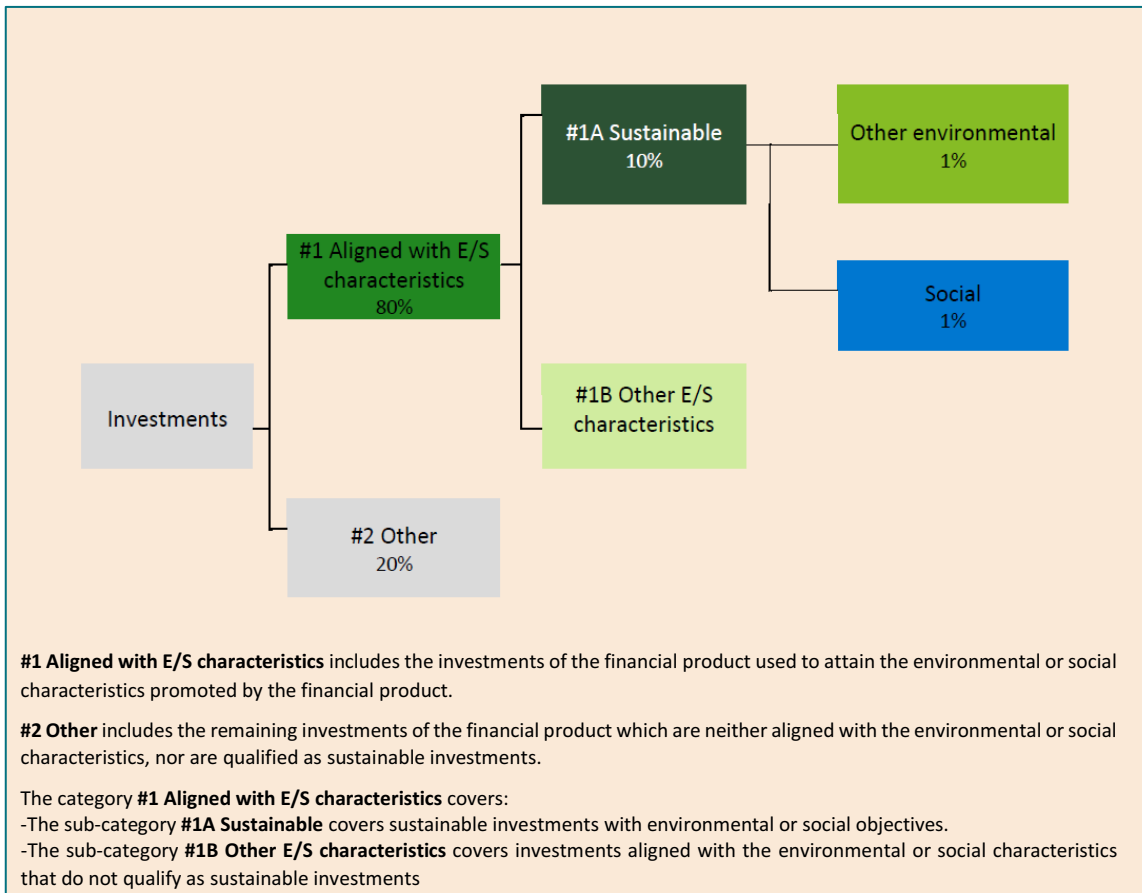 #1A Sustainable
10%
Other environmental
1%
#1 Aligned with E/S
characteristics
80%
Social
1%
Investments
#1B Other E/S
characteristics
#2 Other
20%
#1 Aligned with E/S characteristics includes the investments of the financial product used to attain the environmental or social
characteristics promoted by the financial product.
#2 Other includes the remaining investments of the financial product which are neither aligned with the environmental or social
characteristics, nor are qualified as sustainable investments.
The category #1 Aligned with E/S characteristics covers:
-The sub-category #1A Sustainable covers sustainable investments with environmental or social objectives.
-The sub-category #1B Other E/S characteristics covers investments aligned with the environmental or social characteristics
that do not qualify as sustainable investments